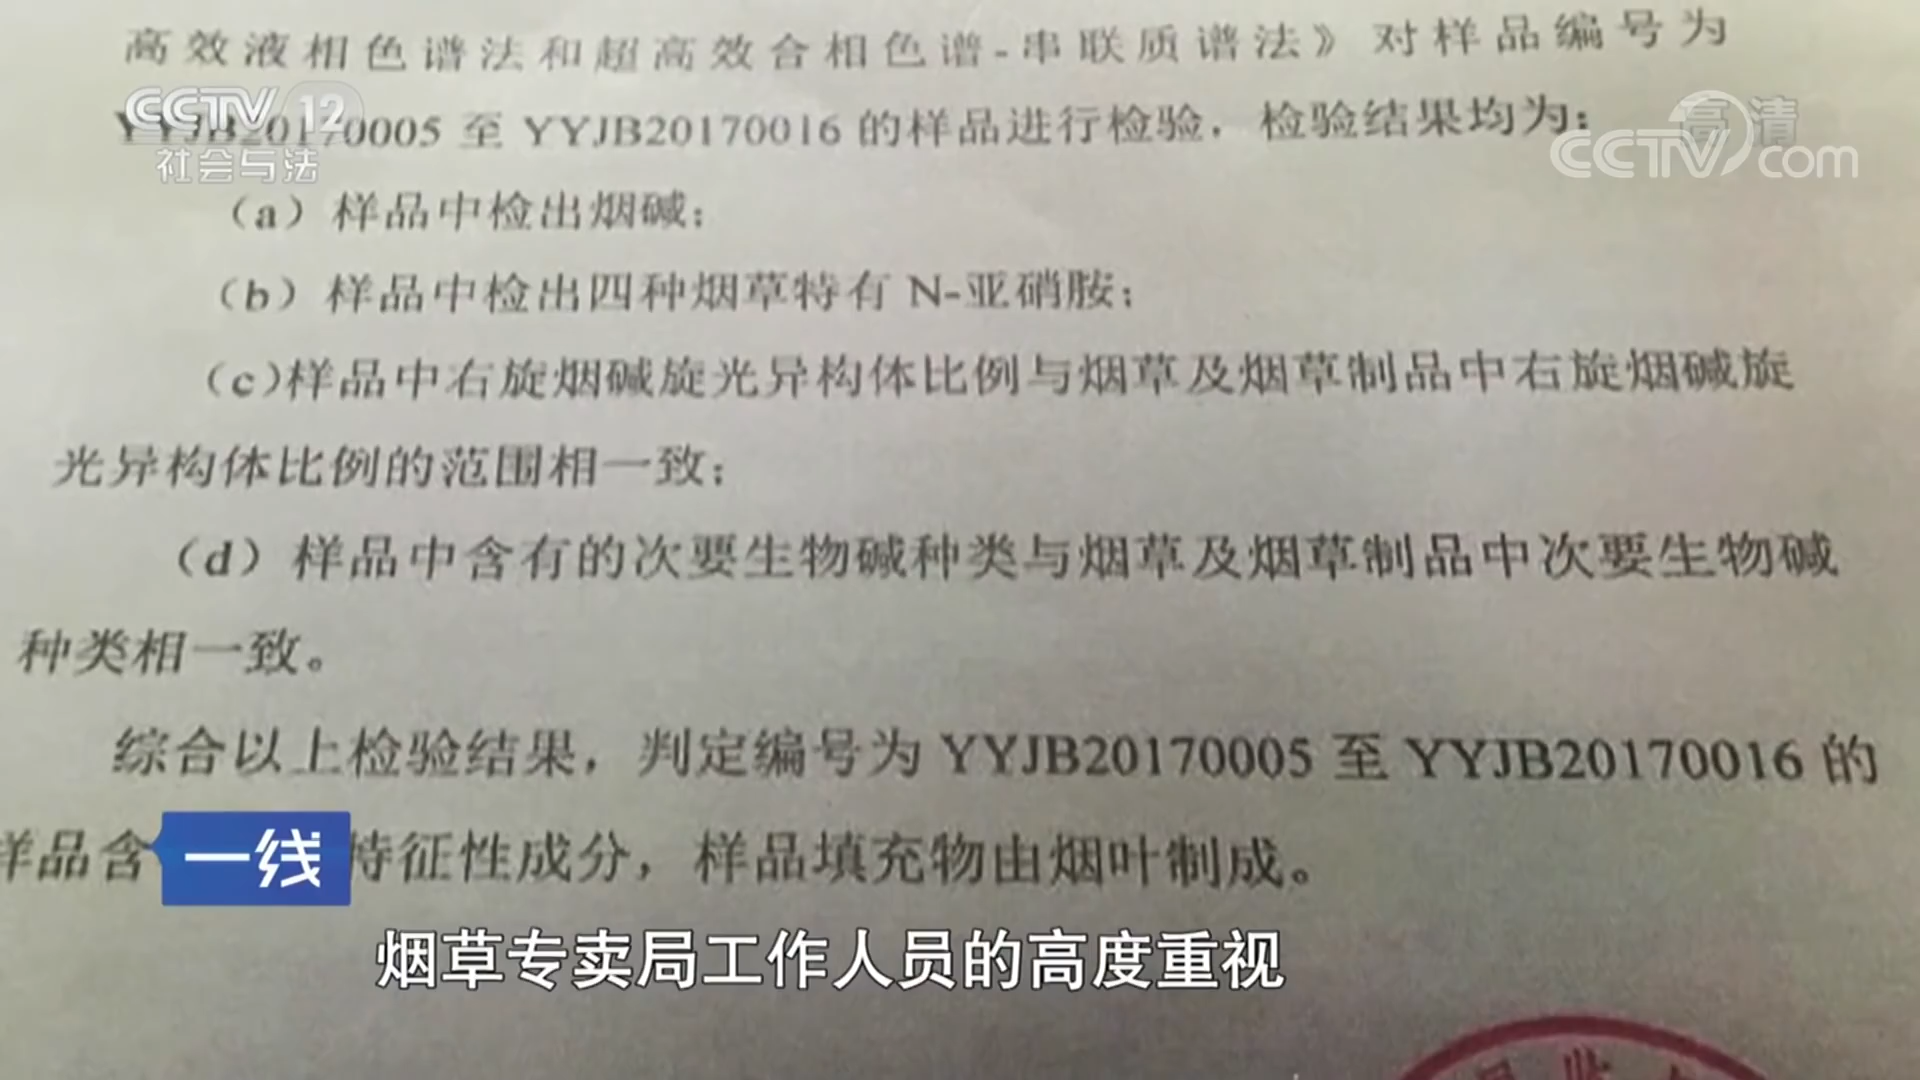 高效液相色谱法和超高效合相色谱-串联质谱法》对样品编号为
CCTV 12
社会与法
高清
CCTV com
YYJB20170005 至 YYJB20170016 的样品进行检验，检验结果均为：
（a）样品中检出烟碱；
（b）样品中检出四种烟草特有 N-亚硝胺；
（c）样品中右旋烟碱旋光异构体比例与烟草及烟草制品中右旋烟碱旋
光异构体比例的范围相一致；
（d）样品中含有的次要生物碱种类与烟草及烟草制品中次要生物碱
种类相一致。
综合以上检验结果，判定编号为 YYJB20170005 至 YYJB20170016 的
样品含 特征性成分，样品填充物由烟叶制成。
一线
烟草专卖局工作人员的高度重视